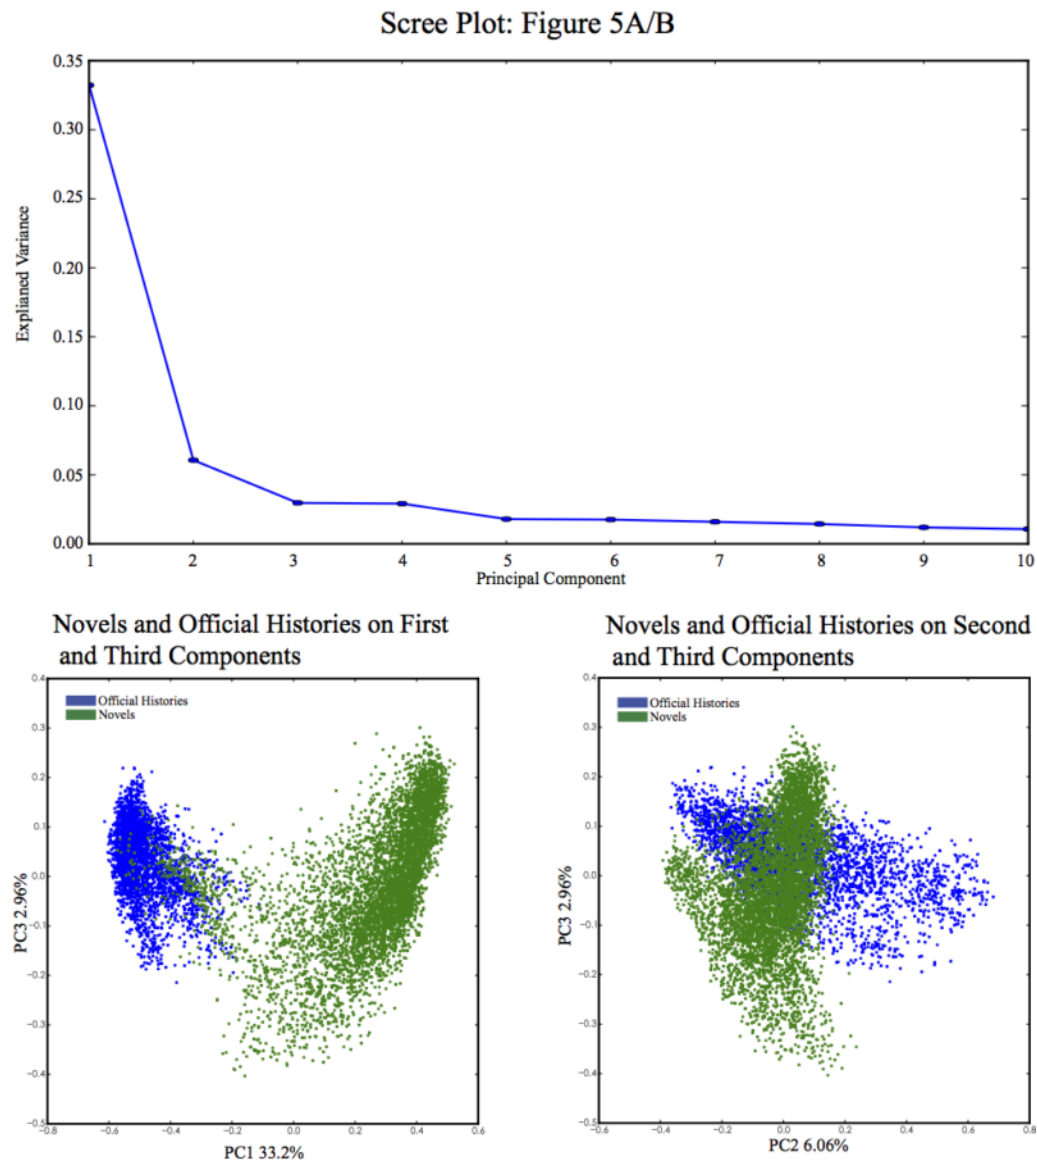 Scree Plot: Figure 5A/B
0.35
0.30
0.25
0.20
0.15
0.10
0.05
0.00
Explianed Variance
1 2 3 4 5 6 7 8 9 10
Principal Component
Novels and Official Histories on First
and Third Components
0.4
0.3
0.2
0.1
0.0
−0.1
−0.2
−0.3
−0.4
−0.5
PC3 2.96%
Official Histories
Novels
−0.8 −0.6 −0.4 −0.2 0.0 0.2 0.4 0.6
PC1 33.2%
Novels and Official Histories on Second
and Third Components
0.4
0.3
0.2
0.1
0.0
−0.1
−0.2
−0.3
−0.4
−0.5
PC3 2.96%
Official Histories
Novels
−0.6 −0.4 −0.2 0.0 0.2 0.4 0.6 0.8
PC2 6.06%